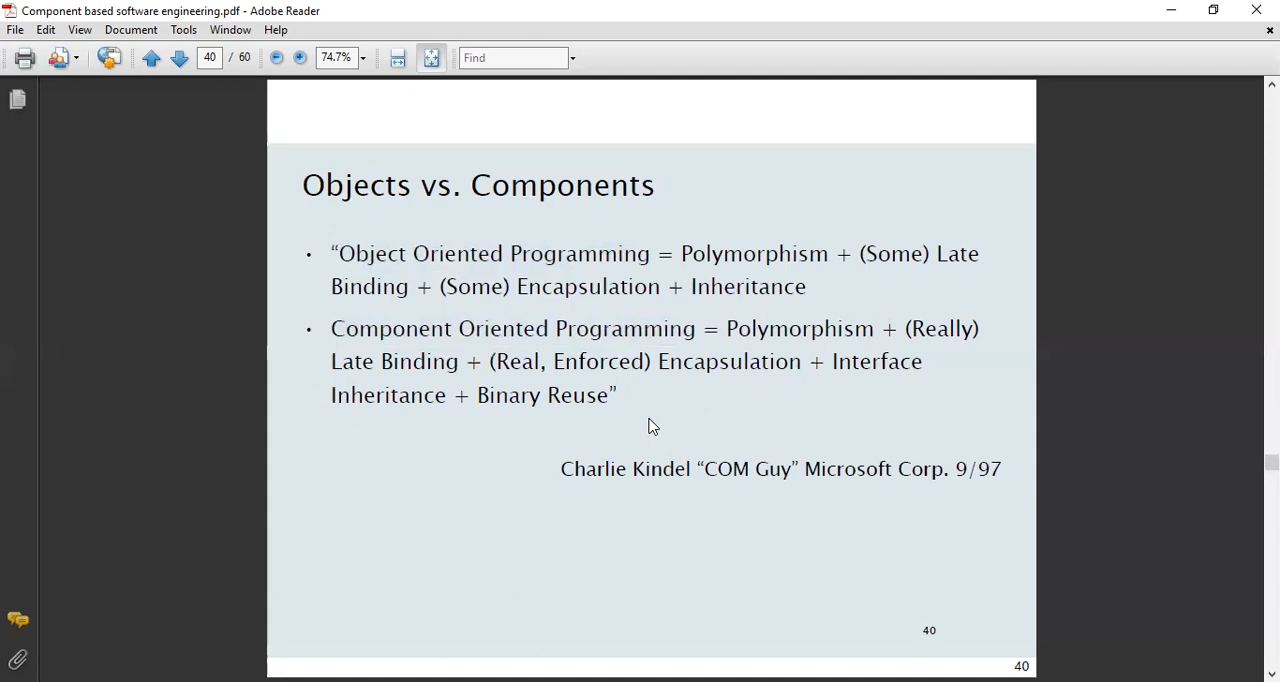 Component based software engineering.pdf - Adobe Reader
File Edit View Document Tools Window Help
40 / 60 74.7% Find
Objects vs. Components
• “Object Oriented Programming = Polymorphism + (Some) Late
Binding + (Some) Encapsulation + Inheritance
• Component Oriented Programming = Polymorphism + (Really)
Late Binding + (Real, Enforced) Encapsulation + Interface
Inheritance + Binary Reuse”
Charlie Kindel “COM Guy” Microsoft Corp. 9/97
40
40